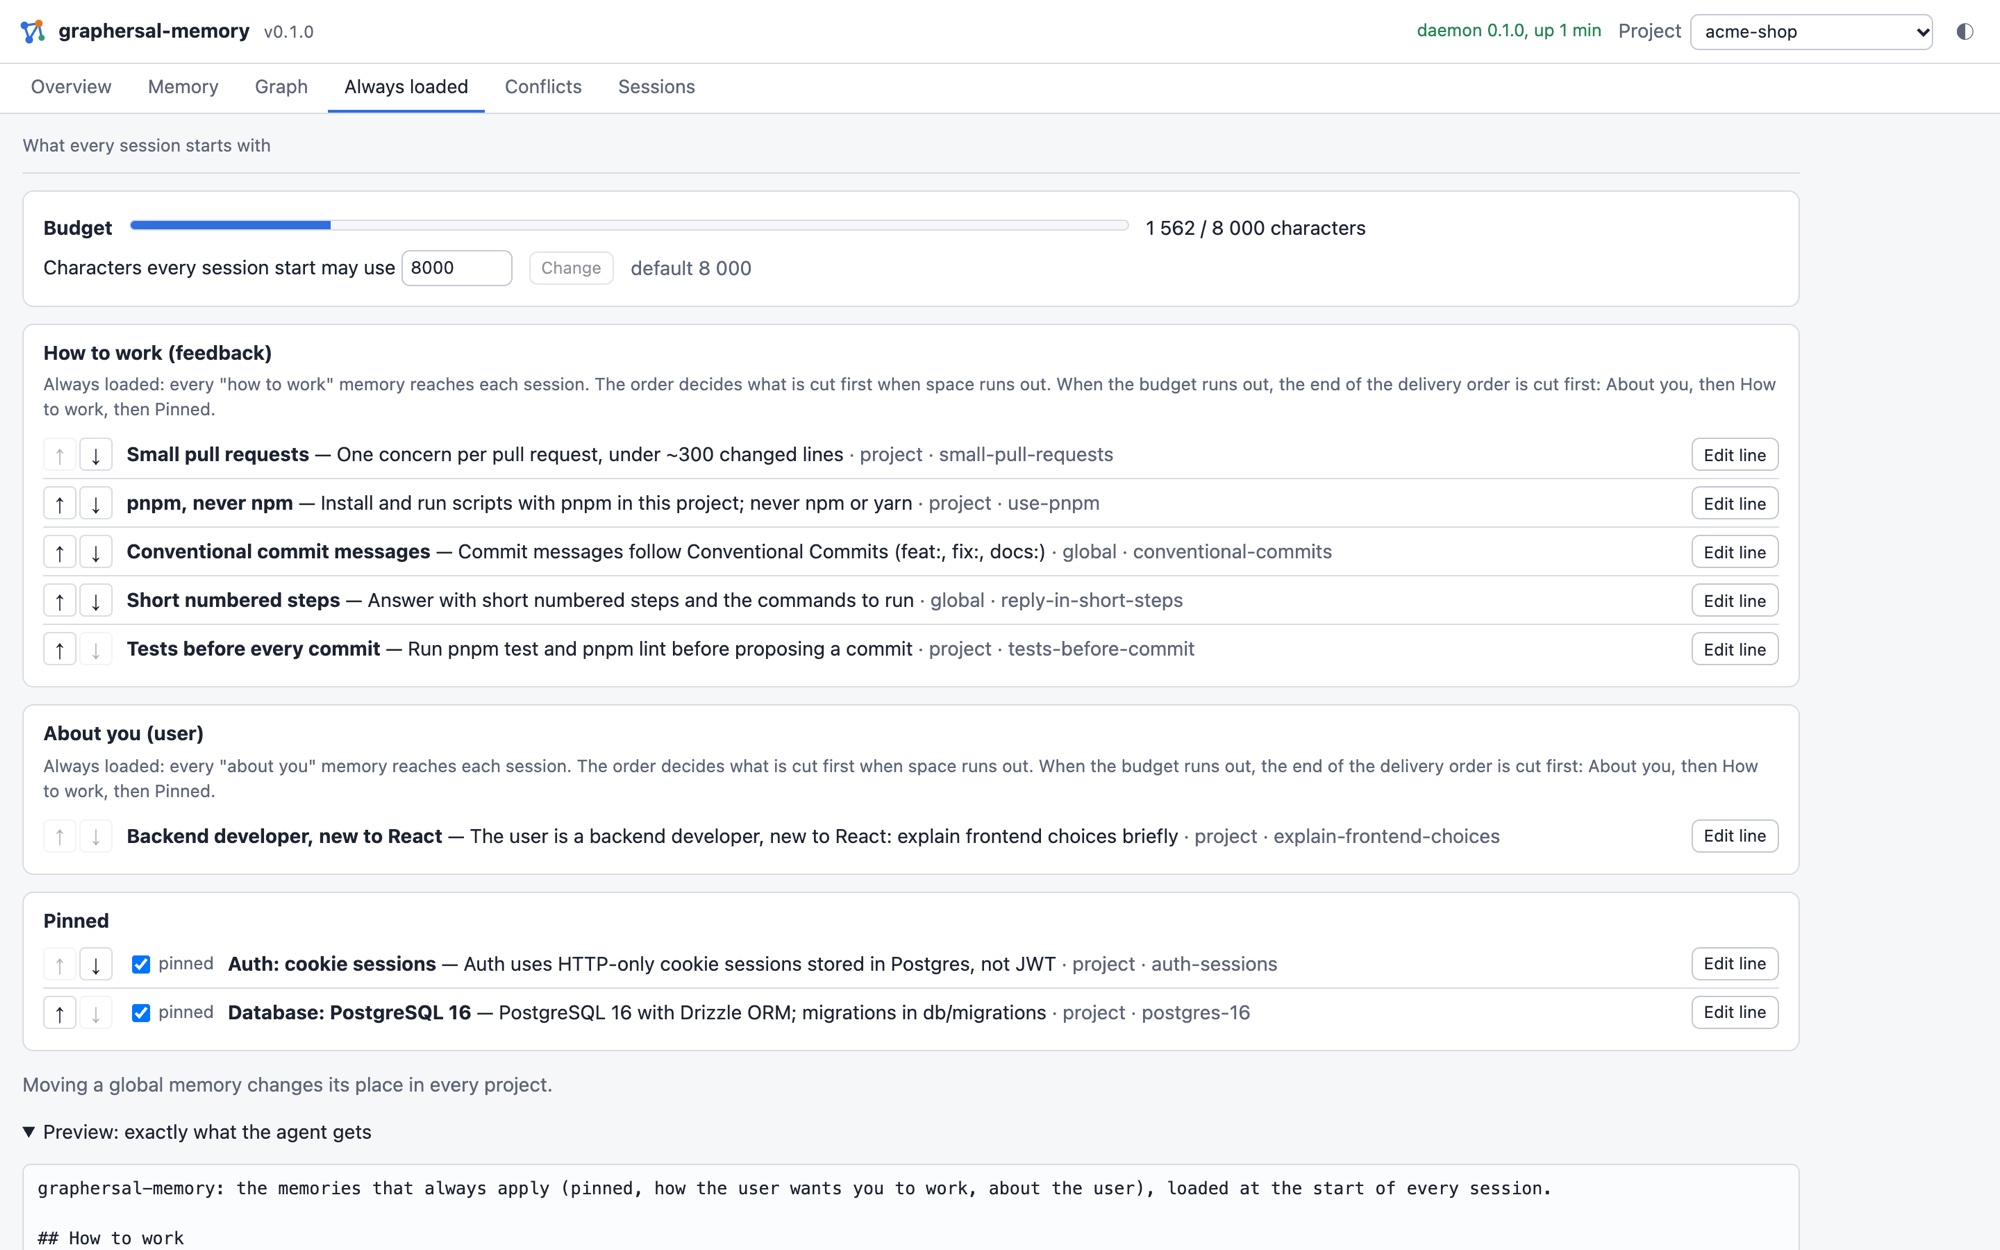 graphersal-memory v0.1.0
daemon 0.1.0, up 1 min Project acme-shop
Overview Memory Graph Always loaded Conflicts Sessions
What every session starts with
Budget 1 562 / 8 000 characters
Characters every session start may use 8000 Change default 8 000
How to work (feedback)
Always loaded: every "how to work" memory reaches each session. The order decides what is cut first when space runs out. When the budget runs out, the end of the delivery order is cut first: About you, then How
to work, then Pinned.
↑ ↓ Small pull requests — One concern per pull request, under ~300 changed lines · project · small-pull-requests Edit line
↑ ↓ pnpm, never npm — Install and run scripts with pnpm in this project; never npm or yarn · project · use-pnpm Edit line
↑ ↓ Conventional commit messages — Commit messages follow Conventional Commits (feat:, fix:, docs:) · global · conventional-commits Edit line
↑ ↓ Short numbered steps — Answer with short numbered steps and the commands to run · global · reply-in-short-steps Edit line
↑ ↓ Tests before every commit — Run pnpm test and pnpm lint before proposing a commit · project · tests-before-commit Edit line
About you (user)
Always loaded: every "about you" memory reaches each session. The order decides what is cut first when space runs out. When the budget runs out, the end of the delivery order is cut first: About you, then How
to work, then Pinned.
↑ ↓ Backend developer, new to React — The user is a backend developer, new to React: explain frontend choices briefly · project · explain-frontend-choices Edit line
Pinned
↑ ↓ pinned Auth: cookie sessions — Auth uses HTTP-only cookie sessions stored in Postgres, not JWT · project · auth-sessions Edit line
↑ ↓ pinned Database: PostgreSQL 16 — PostgreSQL 16 with Drizzle ORM; migrations in db/migrations · project · postgres-16 Edit line
Moving a global memory changes its place in every project.
▼ Preview: exactly what the agent gets
graphersal-memory: the memories that always apply (pinned, how the user wants you to work, about the user), loaded at the start of every session.
## How to work